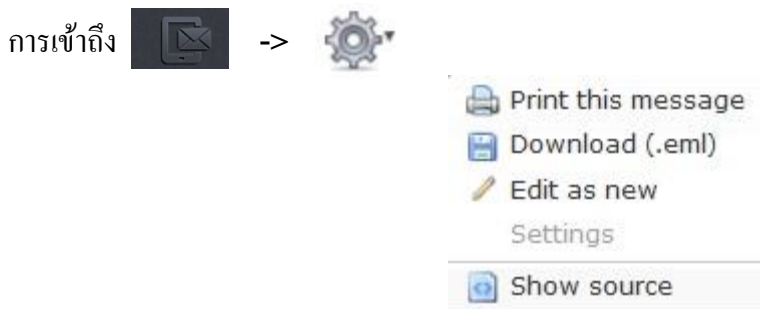 การเข้าถึง ->
Print this message
Download (.eml)
Edit as new
Settings
Show source